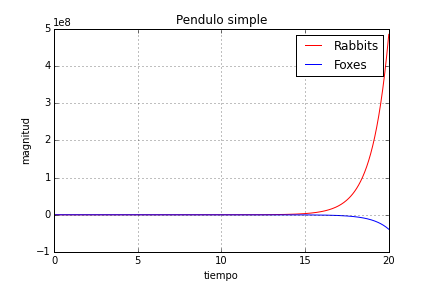 Pendulo simple
1e8
5
4
3
2
1
0
−1
magnitud
Rabbits
Foxes
0 5 10 15 20
tiempo